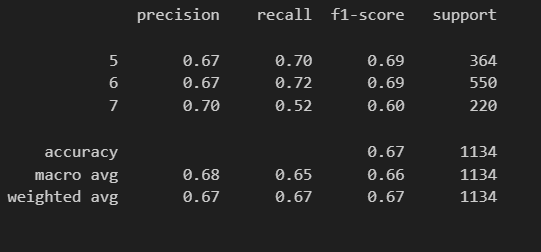 precision recall f1-score support
5 0.67 0.70 0.69 364
6 0.67 0.72 0.69 550
7 0.70 0.52 0.60 220
accuracy 0.67 1134
macro avg 0.68 0.65 0.66 1134
weighted avg 0.67 0.67 0.67 1134